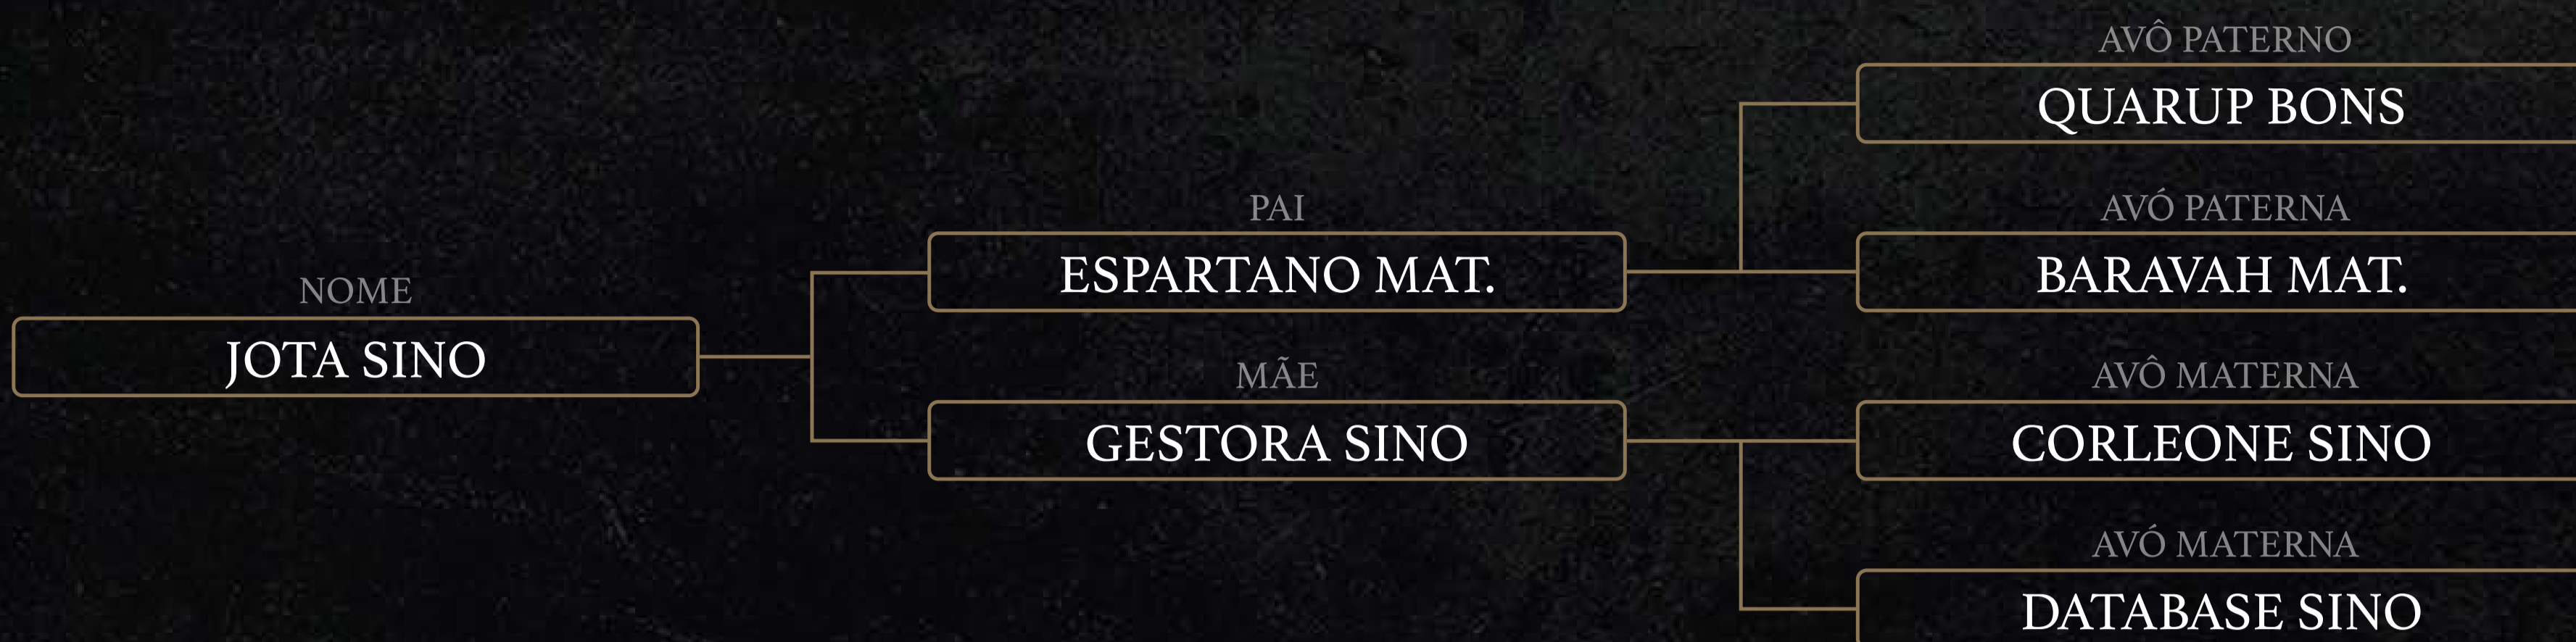 NOME
JOTA SINO
PAI
ESPARTANO MAT.
MÃE
GESTORA SINO
AVÔ PATERNO
QUARUP BONS
AVÓ PATERNA
BARAVAH MAT.
AVÔ MATERNA
CORLEONE SINO
AVÓ MATERNA
DATABASE SINO